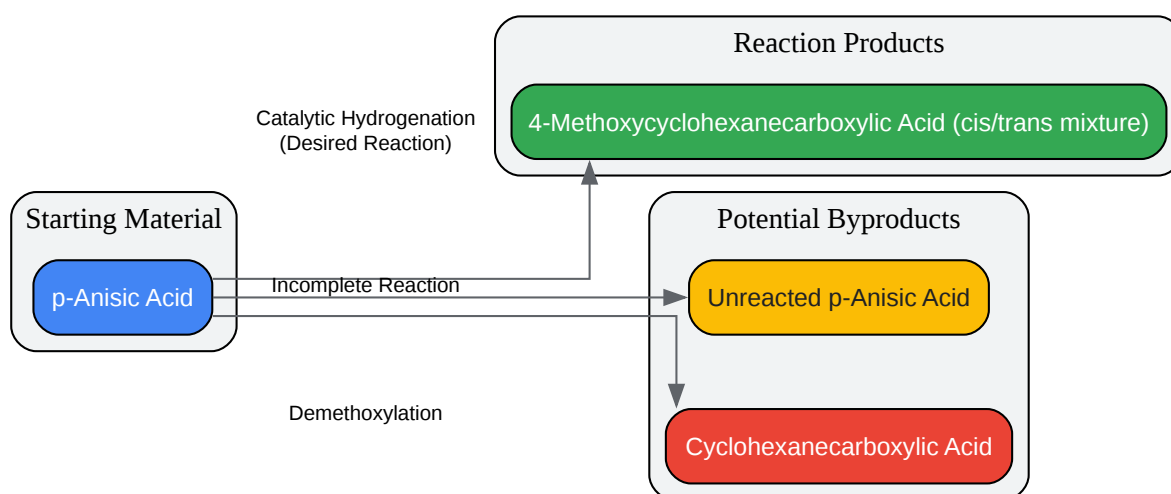 Reaction Products
4-Methoxycyclohexanecarboxylic Acid (cis/trans mixture)
Catalytic Hydrogenation
(Desired Reaction)
Starting Material
p-Anisic Acid
Incomplete Reaction
Potential Byproducts
Unreacted p-Anisic Acid
Demethoxylation
Cyclohexanecarboxylic Acid